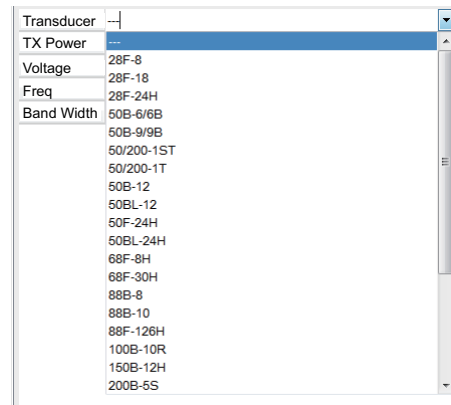 Transducer ---
TX Power ---
Voltage 28F-8
28F-18
Freq 28F-24H
Band Width 50B-6/6B
50B-9/9B
50/200-1ST
50/200-1T
50B-12
50BL-12
50F-24H
50BL-24H
68F-8H
68F-30H
88B-8
88B-10
88F-126H
100B-10R
150B-12H
200B-5S